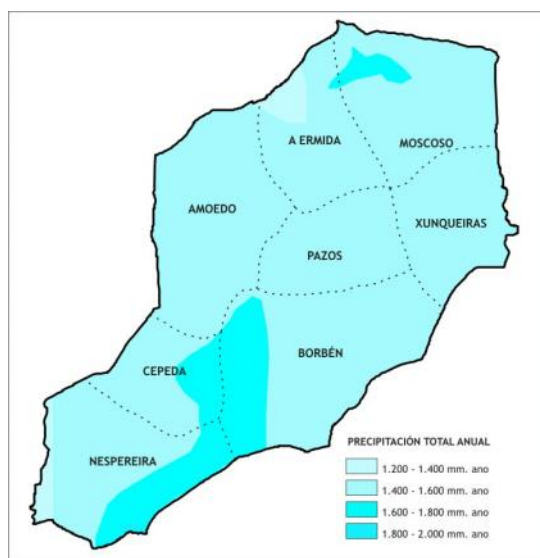 A ERMIDA
MOSCOSO
AMOEDO
XUNQUEIRAS
PAZOS
BORBÉN
CEPEDA
NESPEREIRA
PRECIPITACIÓN TOTAL ANUAL
1.200 - 1.400 mm. ano
1.400 - 1.600 mm. ano
1.600 - 1.800 mm. ano
1.800 - 2.000 mm. ano